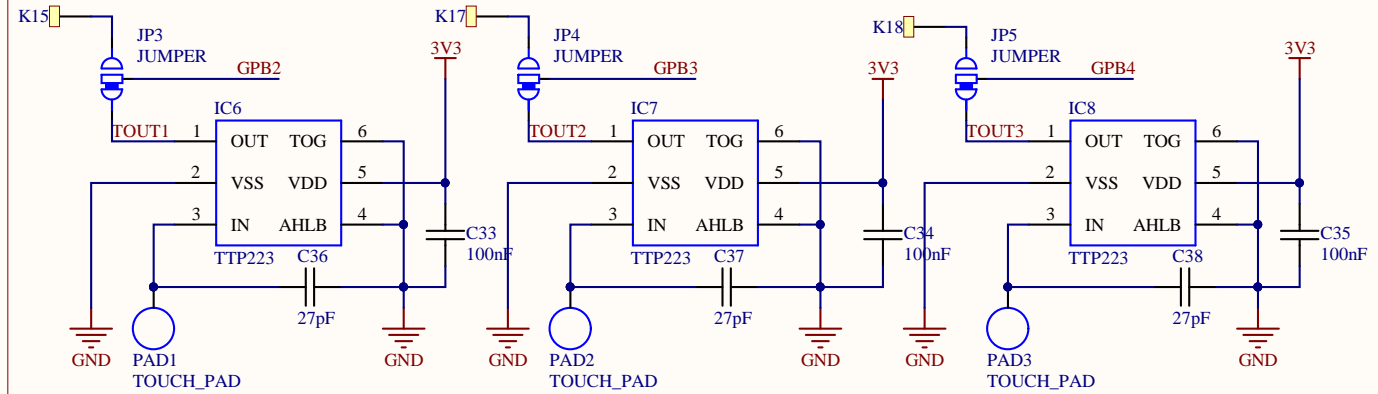 K15
JP3
JUMPER
GPB2
3V3
IC6
TOUT1
1
OUT
TOG
6
2
VSS
VDD
5
3
IN
AHLB
4
TTP223
C33
100nF
C36
27pF
GND
PAD1
TOUCH_PAD
GND
K17
JP4
JUMPER
GPB3
3V3
IC7
TOUT2
1
OUT
TOG
6
2
VSS
VDD
5
3
IN
AHLB
4
TTP223
C34
100nF
C37
27pF
GND
PAD2
TOUCH_PAD
GND
K18
JP5
JUMPER
GPB4
3V3
IC8
TOUT3
1
OUT
TOG
6
2
VSS
VDD
5
3
IN
AHLB
4
TTP223
C35
100nF
C38
27pF
GND
PAD3
TOUCH_PAD
GND